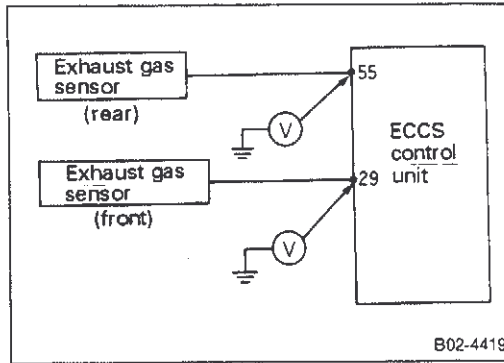 Exhaust gas
sensor
(rear)
55
V
ECCS
control
unit
Exhaust gas
sensor
(front)
29
V
B02-4419